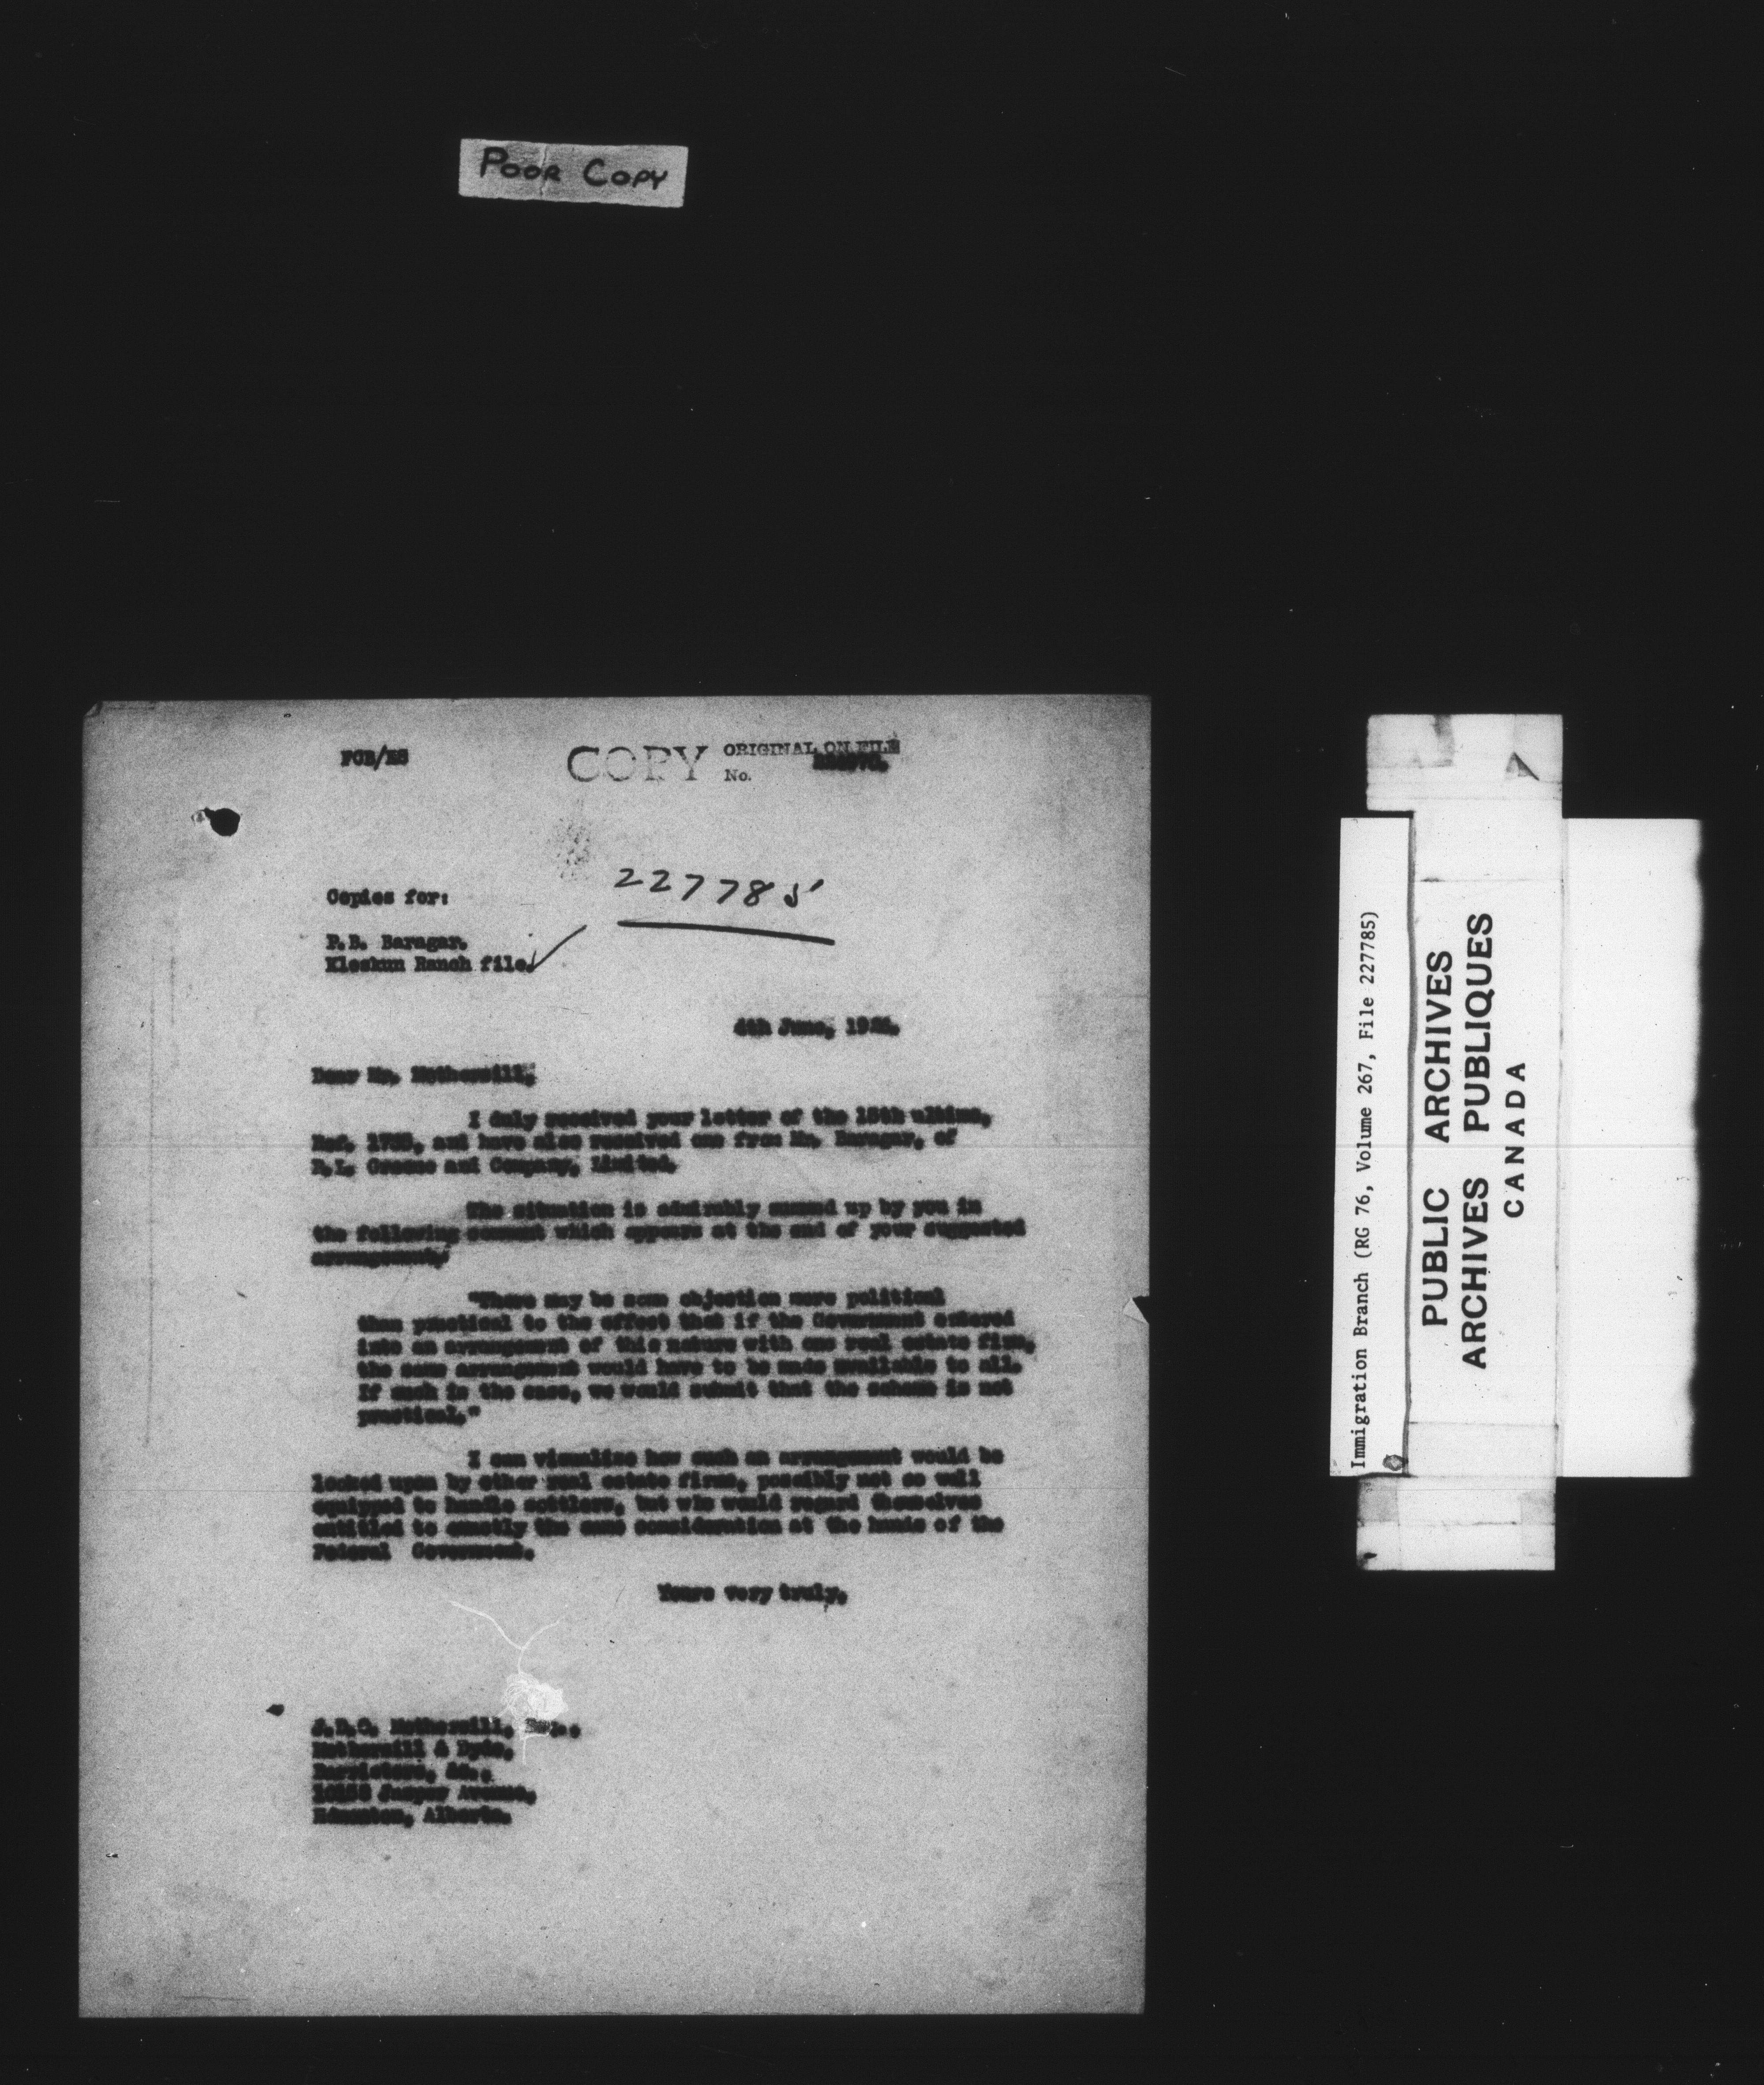 POOR COPY
FCB/ES
COPY ORIGINAL ON FILE
No.
227785
Copies for:
F.B. Baragar.
Kleskun Ranch file.
4th June,
Dear Mr. Mothersill,
I duly received your letter of the 15th ultimo,
Ref. and have also received one from Mr. Baragar, of
Greene and Company, Limited.
The situation is admirably summed up by you in
the following comment which appears at the end of your suggested
arrangement;
"There may be some objection more political
than practical to the effect that if the Government entered
into an arrangement of this nature with one real estate firm,
the same arrangement would have to be made available to all.
If such is the case, we would submit that the scheme is not
practical."
I can visualize how such an arrangement would be
looked upon by other real estate firms, possibly not so well
equipped to handle settlers, but who would regard themselves
entitled to exactly the same consideration at the hands of the
Federal Government.
Yours very truly,
Mothersill, Esq.,
Mothersill & Dyde,
Barristers, &c.,
Jasper Avenue,
Edmonton, Alberta.
Immigration Branch (RG 76, Volume 267, File 227785)
PUBLIC ARCHIVES
ARCHIVES PUBLIQUES
CANADA